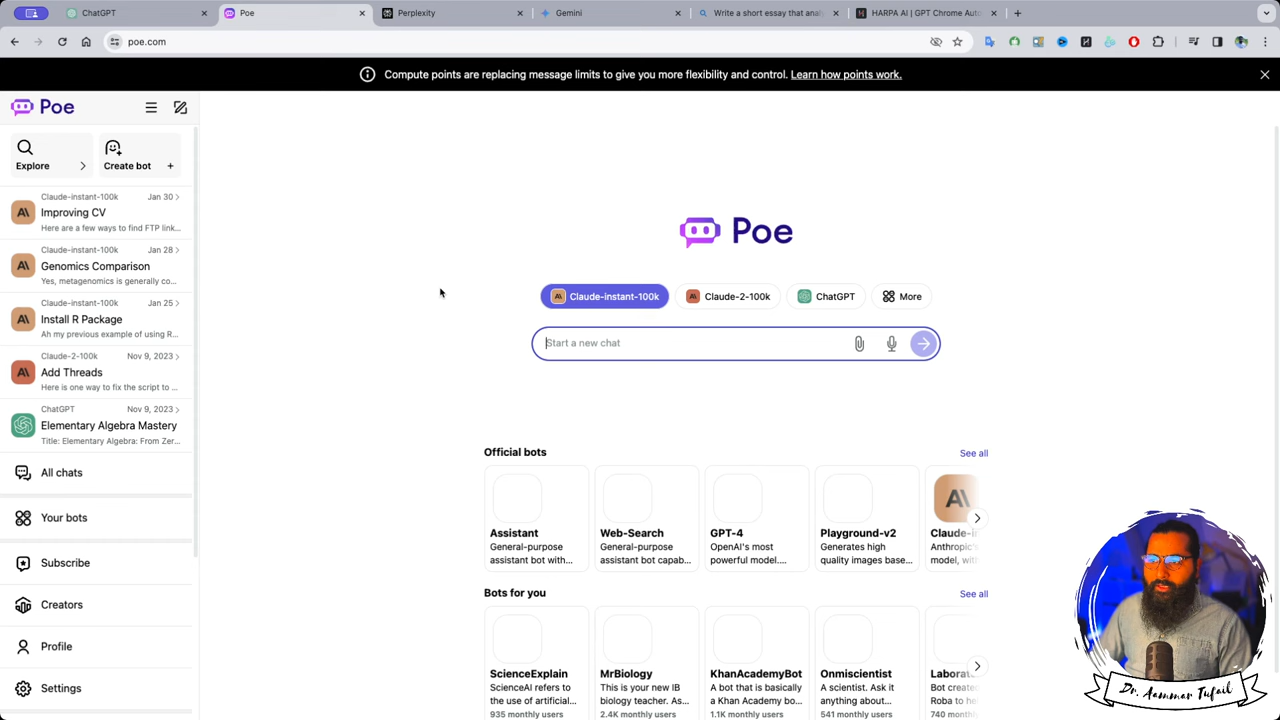 ChatGPT
Poe
Perplexity
Gemini
Write a short essay that anal
HARPA AI | GPT Chrome Auto
poe.com
Compute points are replacing message limits to give you more flexibility and control. Learn how points work.
Poe
Explore
Create bot +
Claude-instant-100k Jan 30
Improving CV
Here are a few ways to find FTP link...
Claude-instant-100k Jan 28
Genomics Comparison
Yes, metagenomics is generally co...
Claude-instant-100k Jan 25
Install R Package
Ah my previous example of using R...
Claude-2-100k Nov 9, 2023
Add Threads
Here is one way to fix the script to ...
ChatGPT Nov 9, 2023
Elementary Algebra Mastery
Title: Elementary Algebra: From Zer...
All chats
Your bots
Subscribe
Creators
Profile
Settings
Poe
Claude-instant-100k
Claude-2-100k
ChatGPT
More
Start a new chat
Official bots
See all
Assistant
General-purpose
assistant bot with...
Web-Search
General-purpose
assistant bot capab...
GPT-4
OpenAI's most
powerful model....
Playground-v2
Generates high
quality images base...
Claude-i
Anthropic'
model, wit
Bots for you
See all
ScienceExplain
ScienceAI refers to
the use of artificial...
935 monthly users
MrBiology
This is your new IB
biology teacher. As...
2.4K monthly users
KhanAcademyBot
A bot that is basically
a Khan Academy bo...
1.1K monthly users
Onmiscientist
A scientist. Ask it
anything about...
541 monthly users
Laborat
Bot create
Roba to he
740 month
Dr. Aammar Tufail